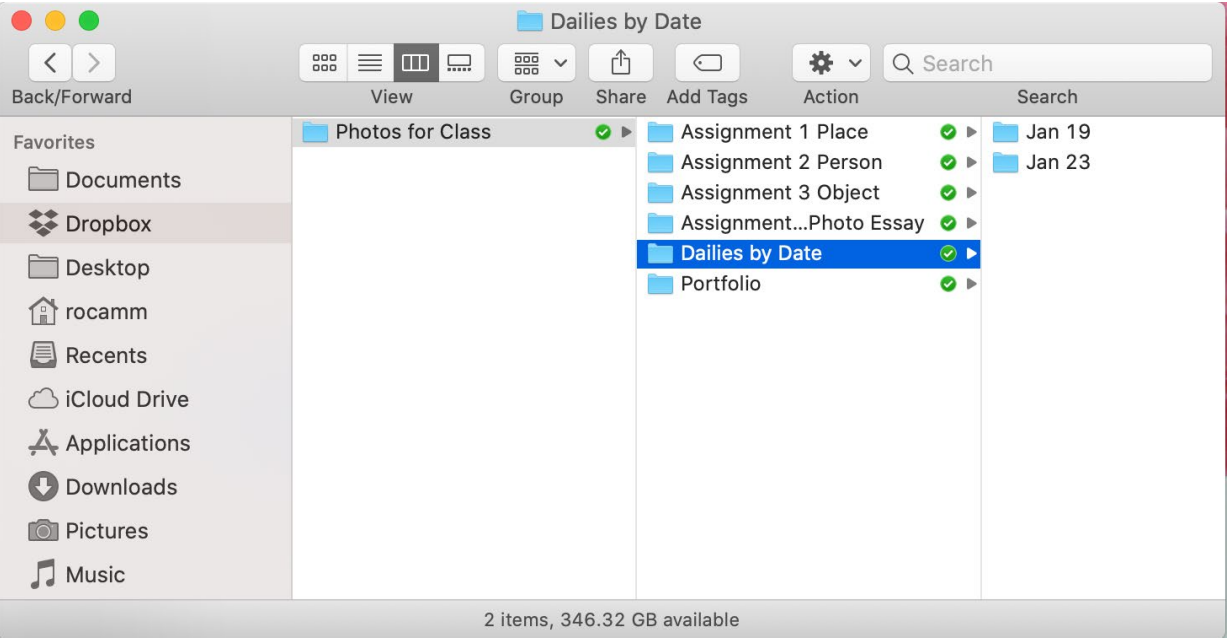 Dailies by Date
Search
Back/Forward
View
Group
Share
Add Tags
Action
Search
Favorites
Documents
Dropbox
Desktop
rocamm
Recents
iCloud Drive
Applications
Downloads
Pictures
Music
Photos for Class
Assignment 1 Place
Assignment 2 Person
Assignment 3 Object
Assignment...Photo Essay
Dailies by Date
Portfolio
Jan 19
Jan 23
2 items, 346.32 GB available